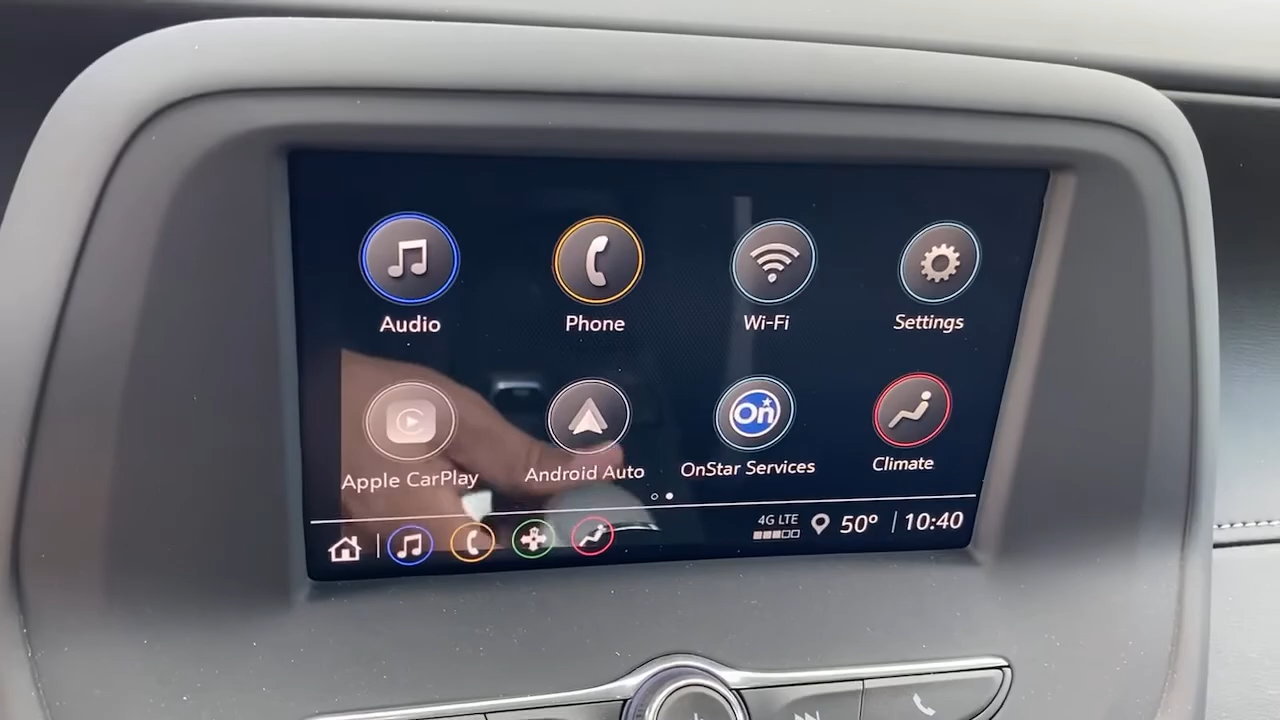 Audio
Phone
Wi-Fi
Settings
On
Apple CarPlay
Android Auto
OnStar Services
Climate
4G LTE
50°
10:40